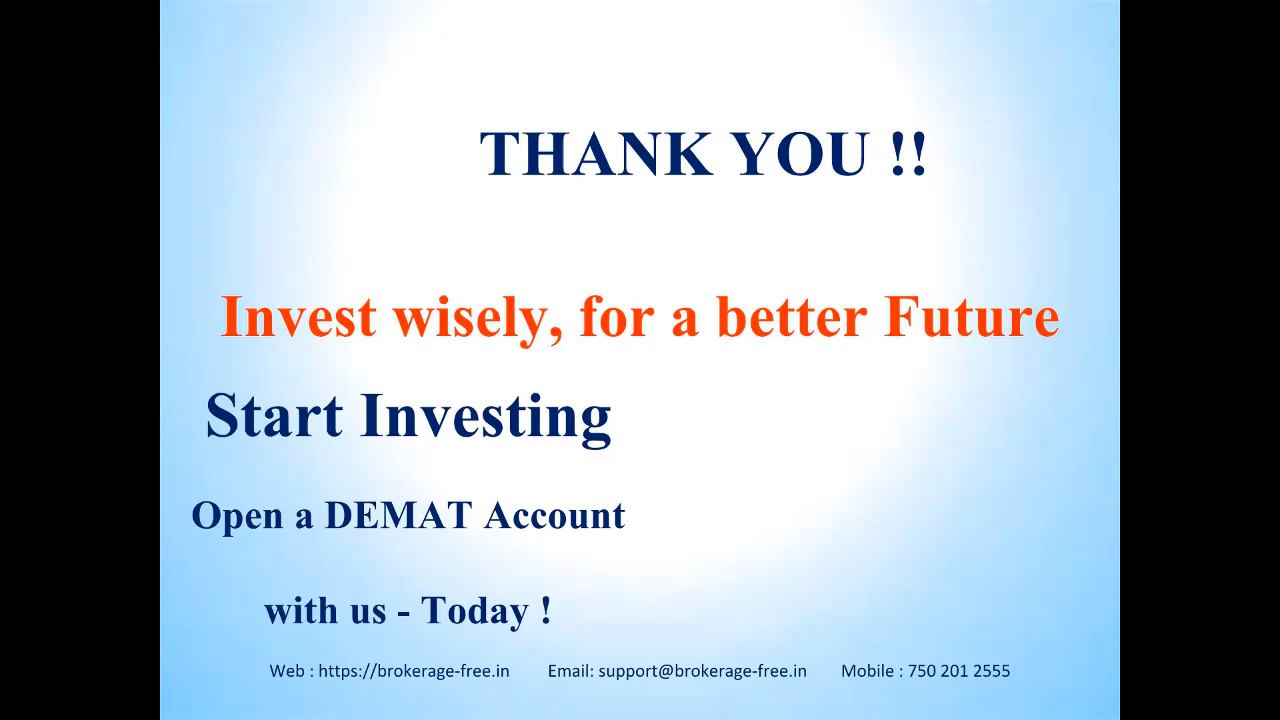 THANK YOU !!
Invest wisely, for a better Future
Start Investing
Open a DEMAT Account
with us - Today !
Web : https://brokerage-free.in Email: support@brokerage-free.in Mobile : 750 201 2555